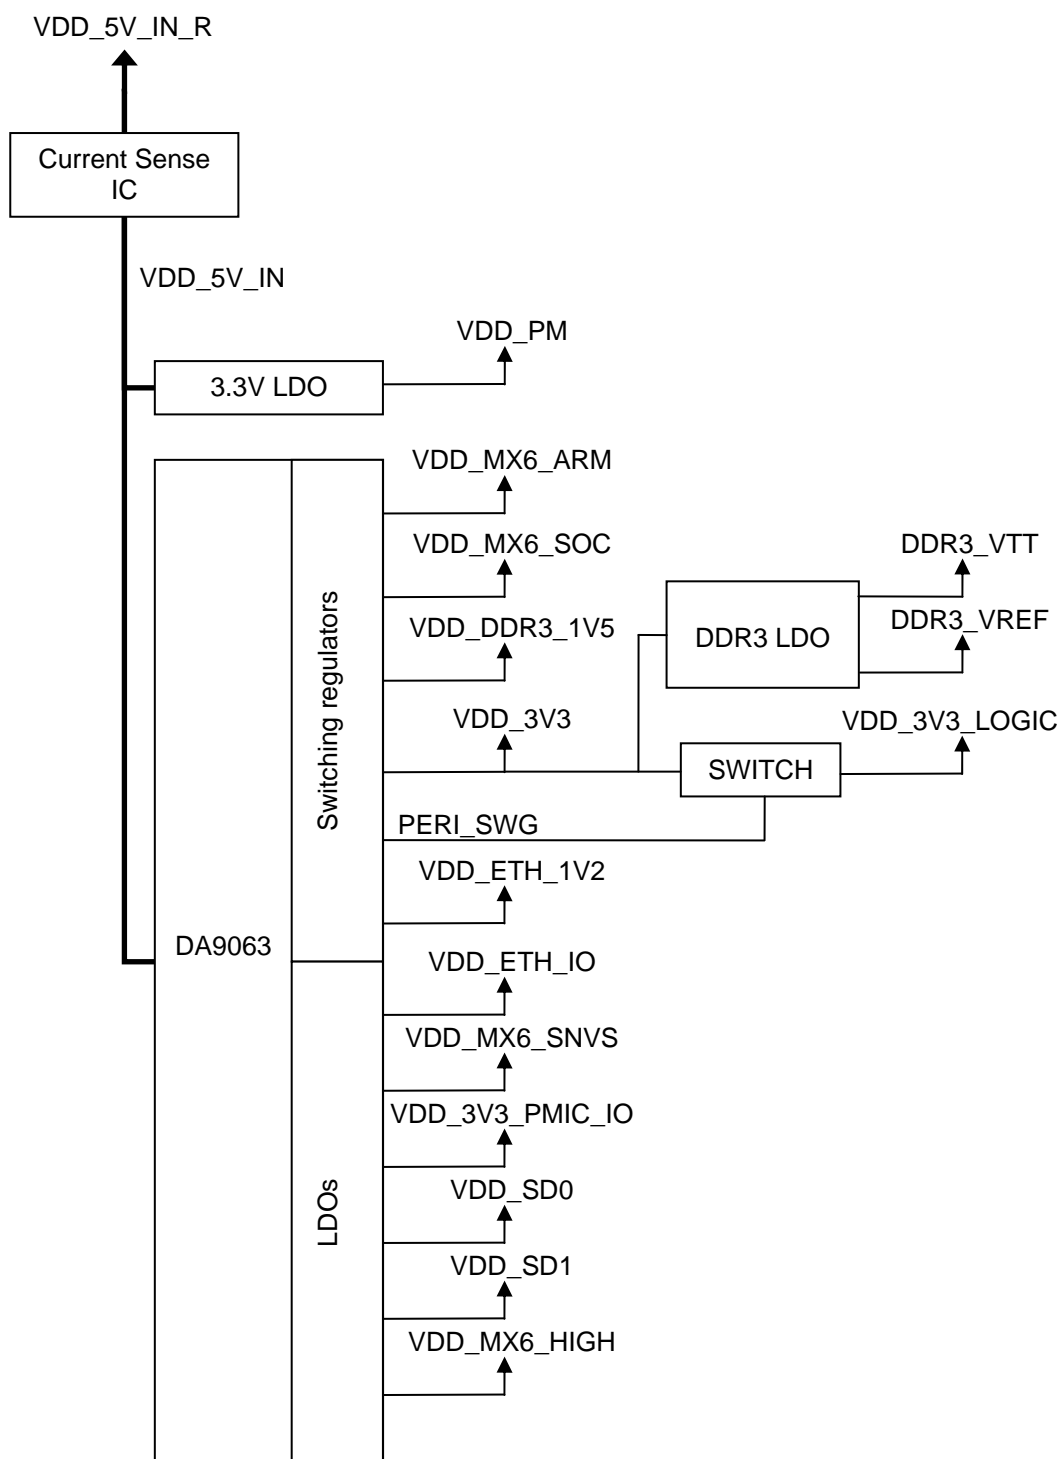 VDD_5V_IN_R
Current Sense
IC
VDD_5V_IN
VDD_PM
3.3V LDO
VDD_MX6_ARM
VDD_MX6_SOC
DDR3_VTT
VDD_DDR3_1V5
DDR3_VREF
DDR3 LDO
VDD_3V3
VDD_3V3_LOGIC
SWITCH
Switching regulators
PERI_SWG
VDD_ETH_1V2
DA9063
VDD_ETH_IO
VDD_MX6_SNVS
VDD_3V3_PMIC_IO
LDOs
VDD_SD0
VDD_SD1
VDD_MX6_HIGH